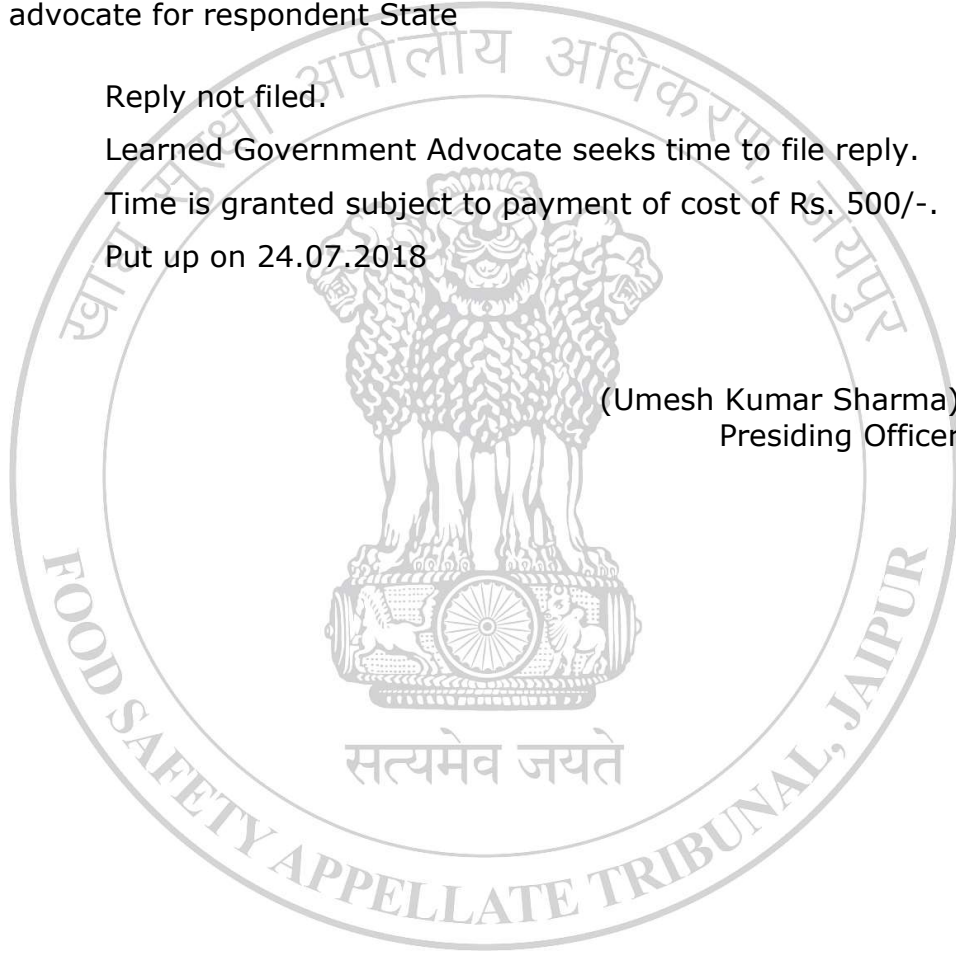 advocate for respondent State
Reply not filed.
Learned Government Advocate seeks time to file reply.
Time is granted subject to payment of cost of Rs. 500/-.
Put up on 24.07.2018
(Umesh Kumar Sharma)
Presiding Officer
खाद्य सुरक्षा अपीलीय अधिकरण, जयपुर
सत्यमेव जयते
FOOD SAFETY APPELLATE TRIBUNAL, JAIPUR